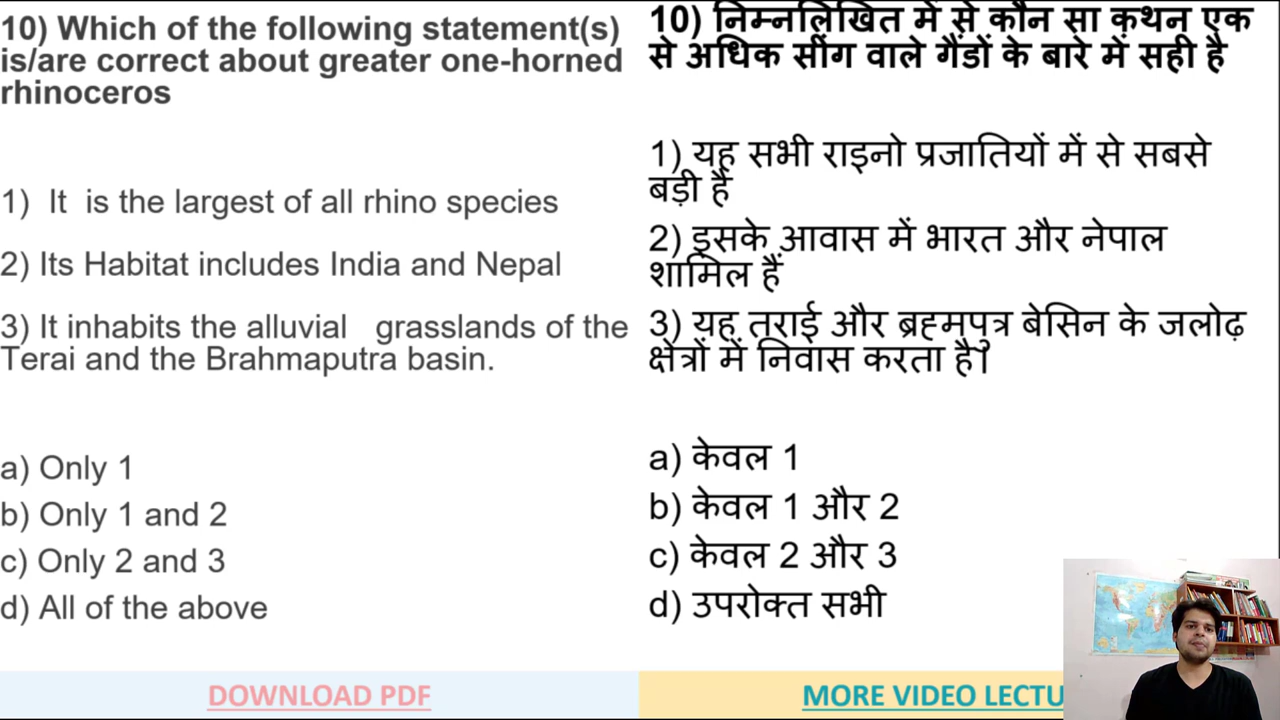 10) Which of the following statement(s)
is/are correct about greater one-horned
rhinoceros
1) It is the largest of all rhino species
2) Its Habitat includes India and Nepal
3) It inhabits the alluvial grasslands of the
Terai and the Brahmaputra basin.
a) Only 1
b) Only 1 and 2
c) Only 2 and 3
d) All of the above
10) निम्नलिखित में से कौन सा कथन एक
से अधिक सींग वाले गैंडों के बारे में सही है
1) यह सभी राइनो प्रजातियों में से सबसे
बड़ी है
2) इसके आवास में भारत और नेपाल
शामिल हैं
3) यह तराई और ब्रह्मपुत्र बेसिन के जलोढ़
क्षेत्रों में निवास करता है।
a) केवल 1
b) केवल 1 और 2
c) केवल 2 और 3
d) उपरोक्त सभी
DOWNLOAD PDF
MORE VIDEO LECTU